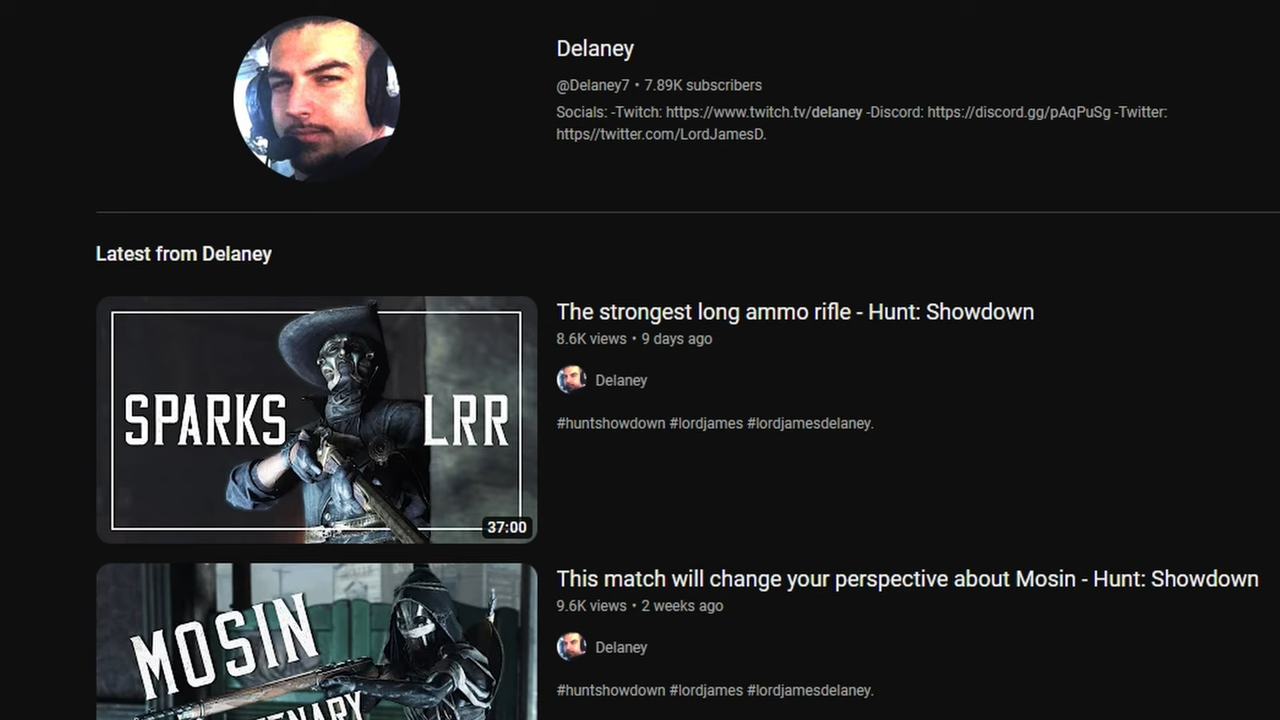 Delaney
@Delaney7 • 7.89K subscribers
Socials: -Twitch: https://www.twitch.tv/delaney -Discord: https://discord.gg/pAqPuSg -Twitter:
https//twitter.com/LordJamesD.
Latest from Delaney
SPARKS LRR
37:00
The strongest long ammo rifle - Hunt: Showdown
8.6K views • 9 days ago
Delaney
#huntshowdown #lordjames #lordjamesdelaney.
MOSIN
This match will change your perspective about Mosin - Hunt: Showdown
9.6K views • 2 weeks ago
Delaney
#huntshowdown #lordjames #lordjamesdelaney.